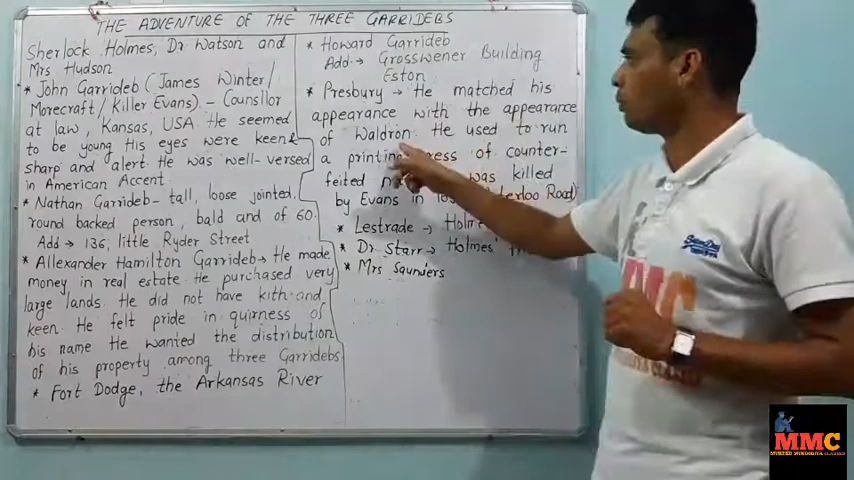 THE ADVENTURE OF THE THREE GARRIDEBS
Sherlock Holmes, Dr Watson and
Mrs Hudson
* John Garrideb (James Winter/
Morecraft/Killer Evans) - Counsllor
at law, Kansas, USA. He seemed
to be young His eyes were keen &
sharp and alert. He was well-versed
in American Accent.
* Nathan Garrideb - tall, loose jointed.
round backed person, bald and of 60.
Add → 136, little Ryder Street
* Allexander Hamilton Garrideb → He made
money in real estate. He purchased very
large lands. He did not have kith and
keen. He felt pride in quirness of
his name. He wanted the distribution
of his property among three Garridebs
* Fort Dodge, the Arkansas River
* Howard Garrideb
Add → Grosswener Building
Eston
* Presbury → He matched his
appearance with the appearance
of Waldron. He used to run
a printing press of counter-
feited was killed
by Evans in Road)
* Lestrade →
* Dr Starr → Holmes'
* Mrs Saunders
MMC